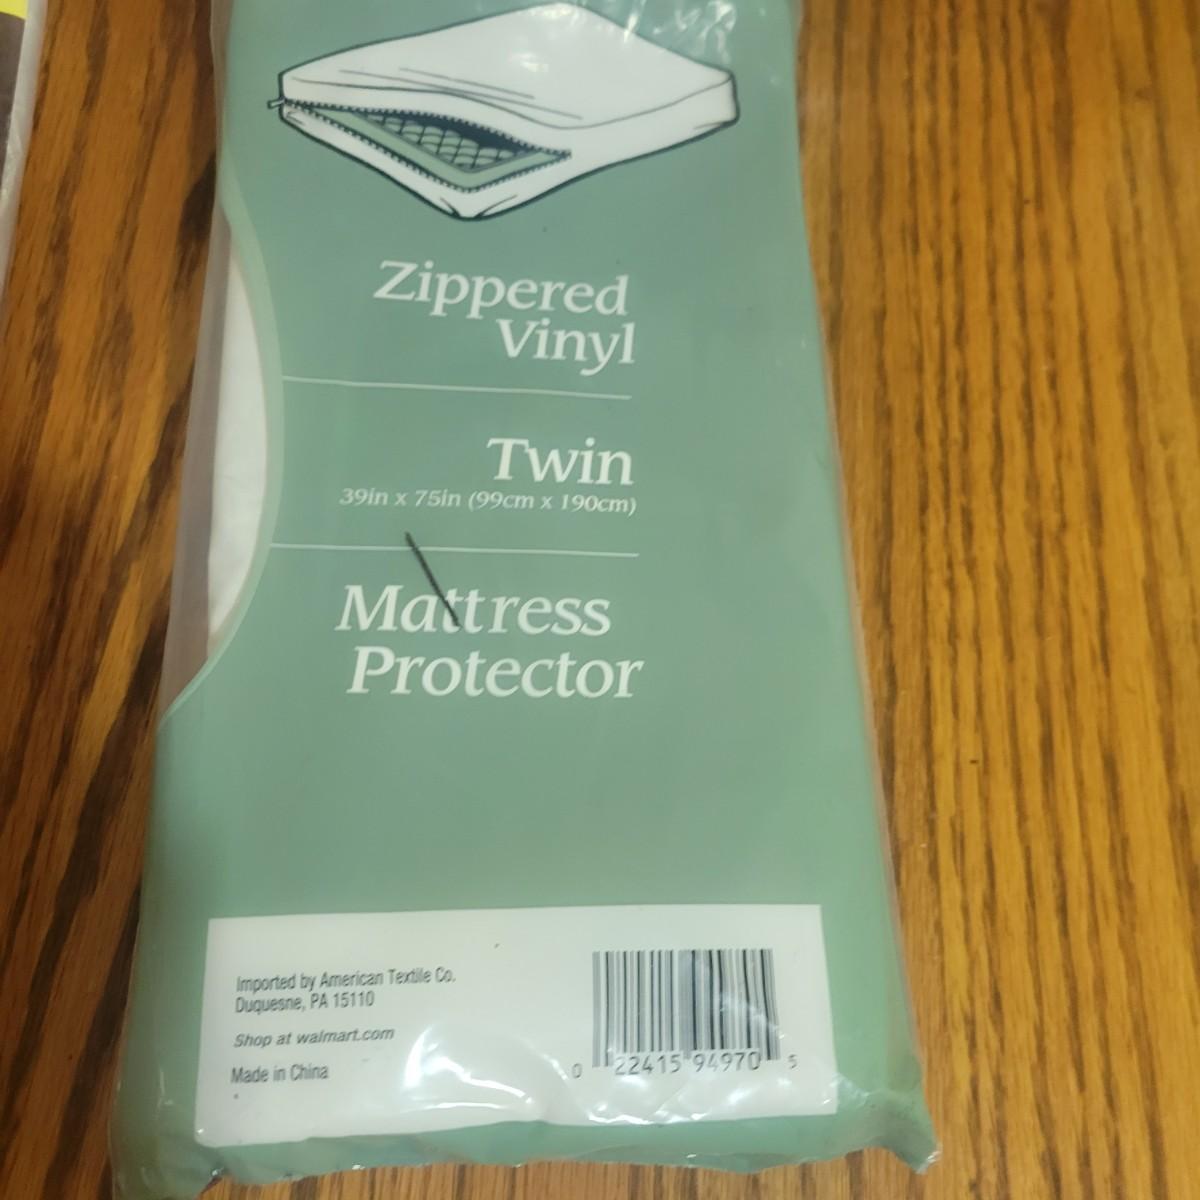 Zippered
Vinyl
Twin
39in x 75in (99cm x 190cm)
Mattress
Protector
Imported by American Textile Co.
Duquesne, PA 15110
Shop at walmart.com
Made in China
0 22415 94970 5